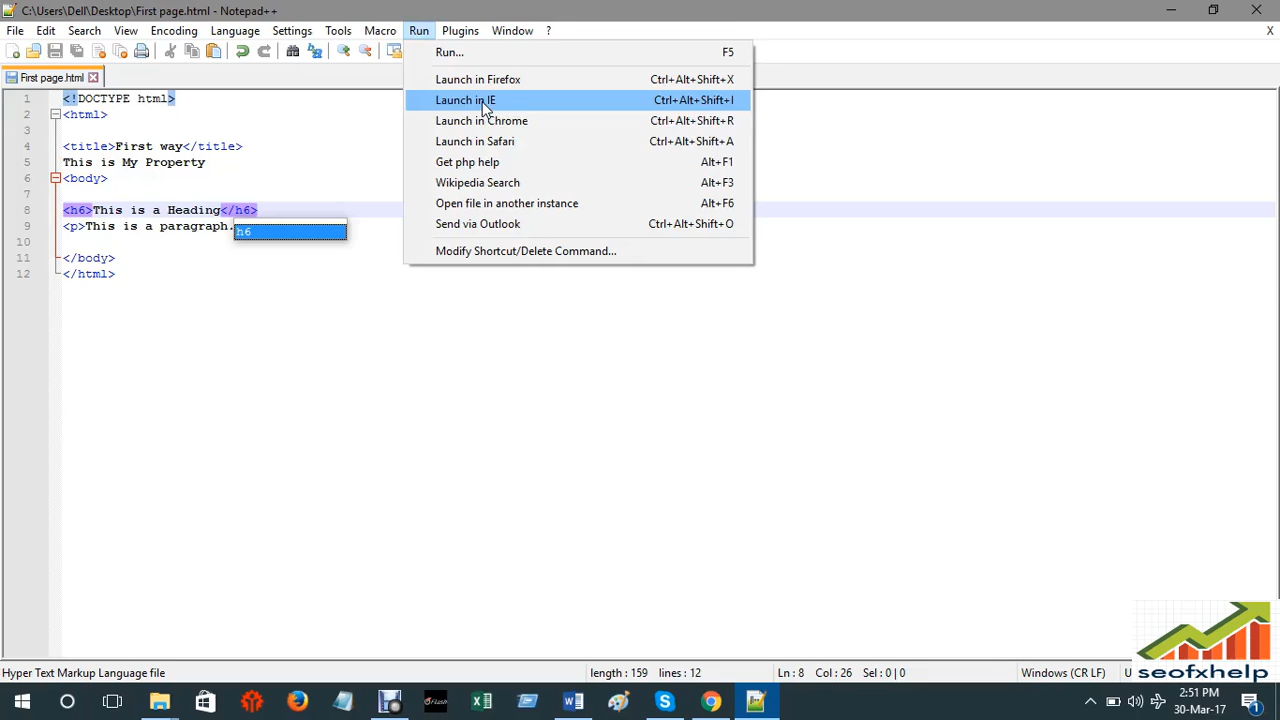 C:\Users\Dell\Desktop\First page.html - Notepad++
File Edit Search View Encoding Language Settings Tools Macro Run Plugins Window ? X
First page.html
Run... F5
Launch in Firefox Ctrl+Alt+Shift+X
Launch in IE Ctrl+Alt+Shift+I
Launch in Chrome Ctrl+Alt+Shift+R
Launch in Safari Ctrl+Alt+Shift+A
Get php help Alt+F1
Wikipedia Search Alt+F3
Open file in another instance Alt+F6
Send via Outlook Ctrl+Alt+Shift+O
Modify Shortcut/Delete Command...
1 <!DOCTYPE html>
2 <html>
3
4 <title>First way</title>
5 This is My Property
6 <body>
7
8 <h6>This is a Heading</h6>
9 <p>This is a paragraph.
h6
10
11 </body>
12 </html>
seofxhelp
Hyper Text Markup Language file length : 159 lines : 12 Ln : 8 Col : 26 Sel : 0 | 0 Windows (CR LF) U
Flash
2:51 PM
30-Mar-17
1